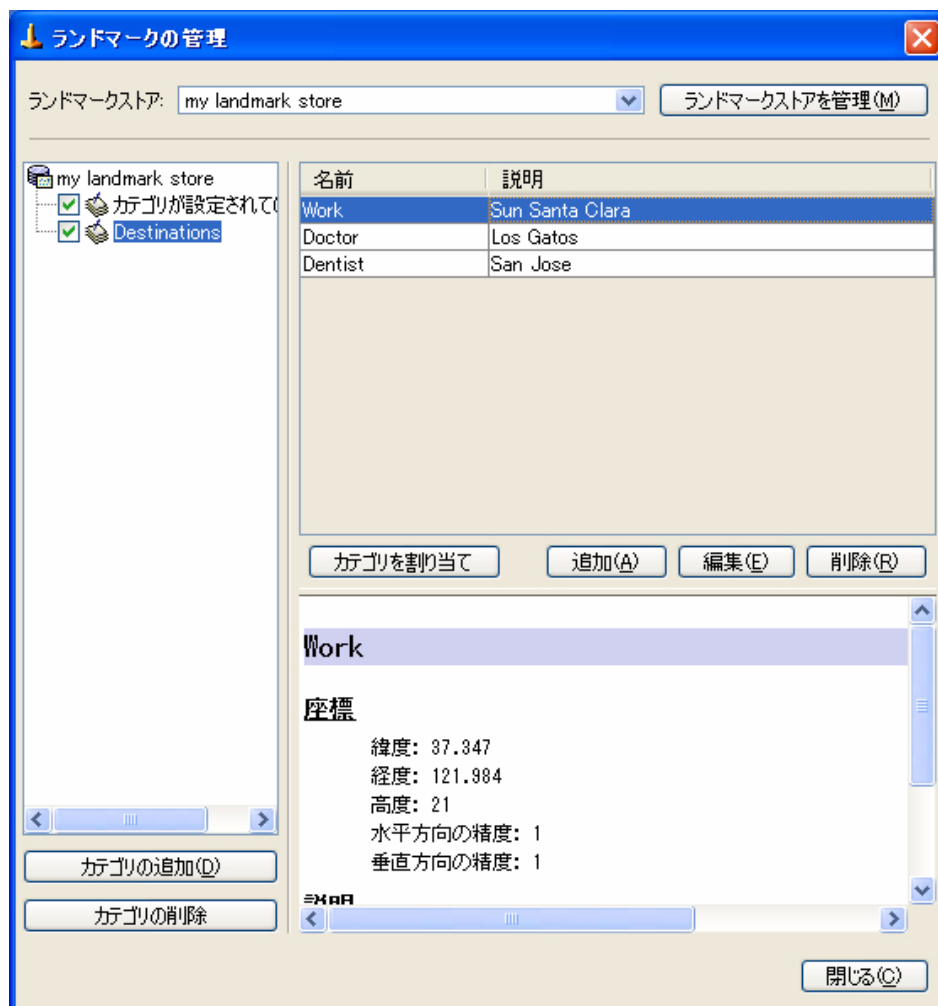 ランドマークの管理
ランドマークストア: my landmark store ランドマークストアを管理(M)
my landmark store
カテゴリが設定されて
Destinations
名前 説明
Work Sun Santa Clara
Doctor Los Gatos
Dentist San Jose
カテゴリを割り当て 追加(A) 編集(E) 削除(R)
Work
座標
緯度: 37.347
経度: 121.984
高度: 21
水平方向の精度: 1
垂直方向の精度: 1
説明
カテゴリの追加(D)
カテゴリの削除
閉じる(C)